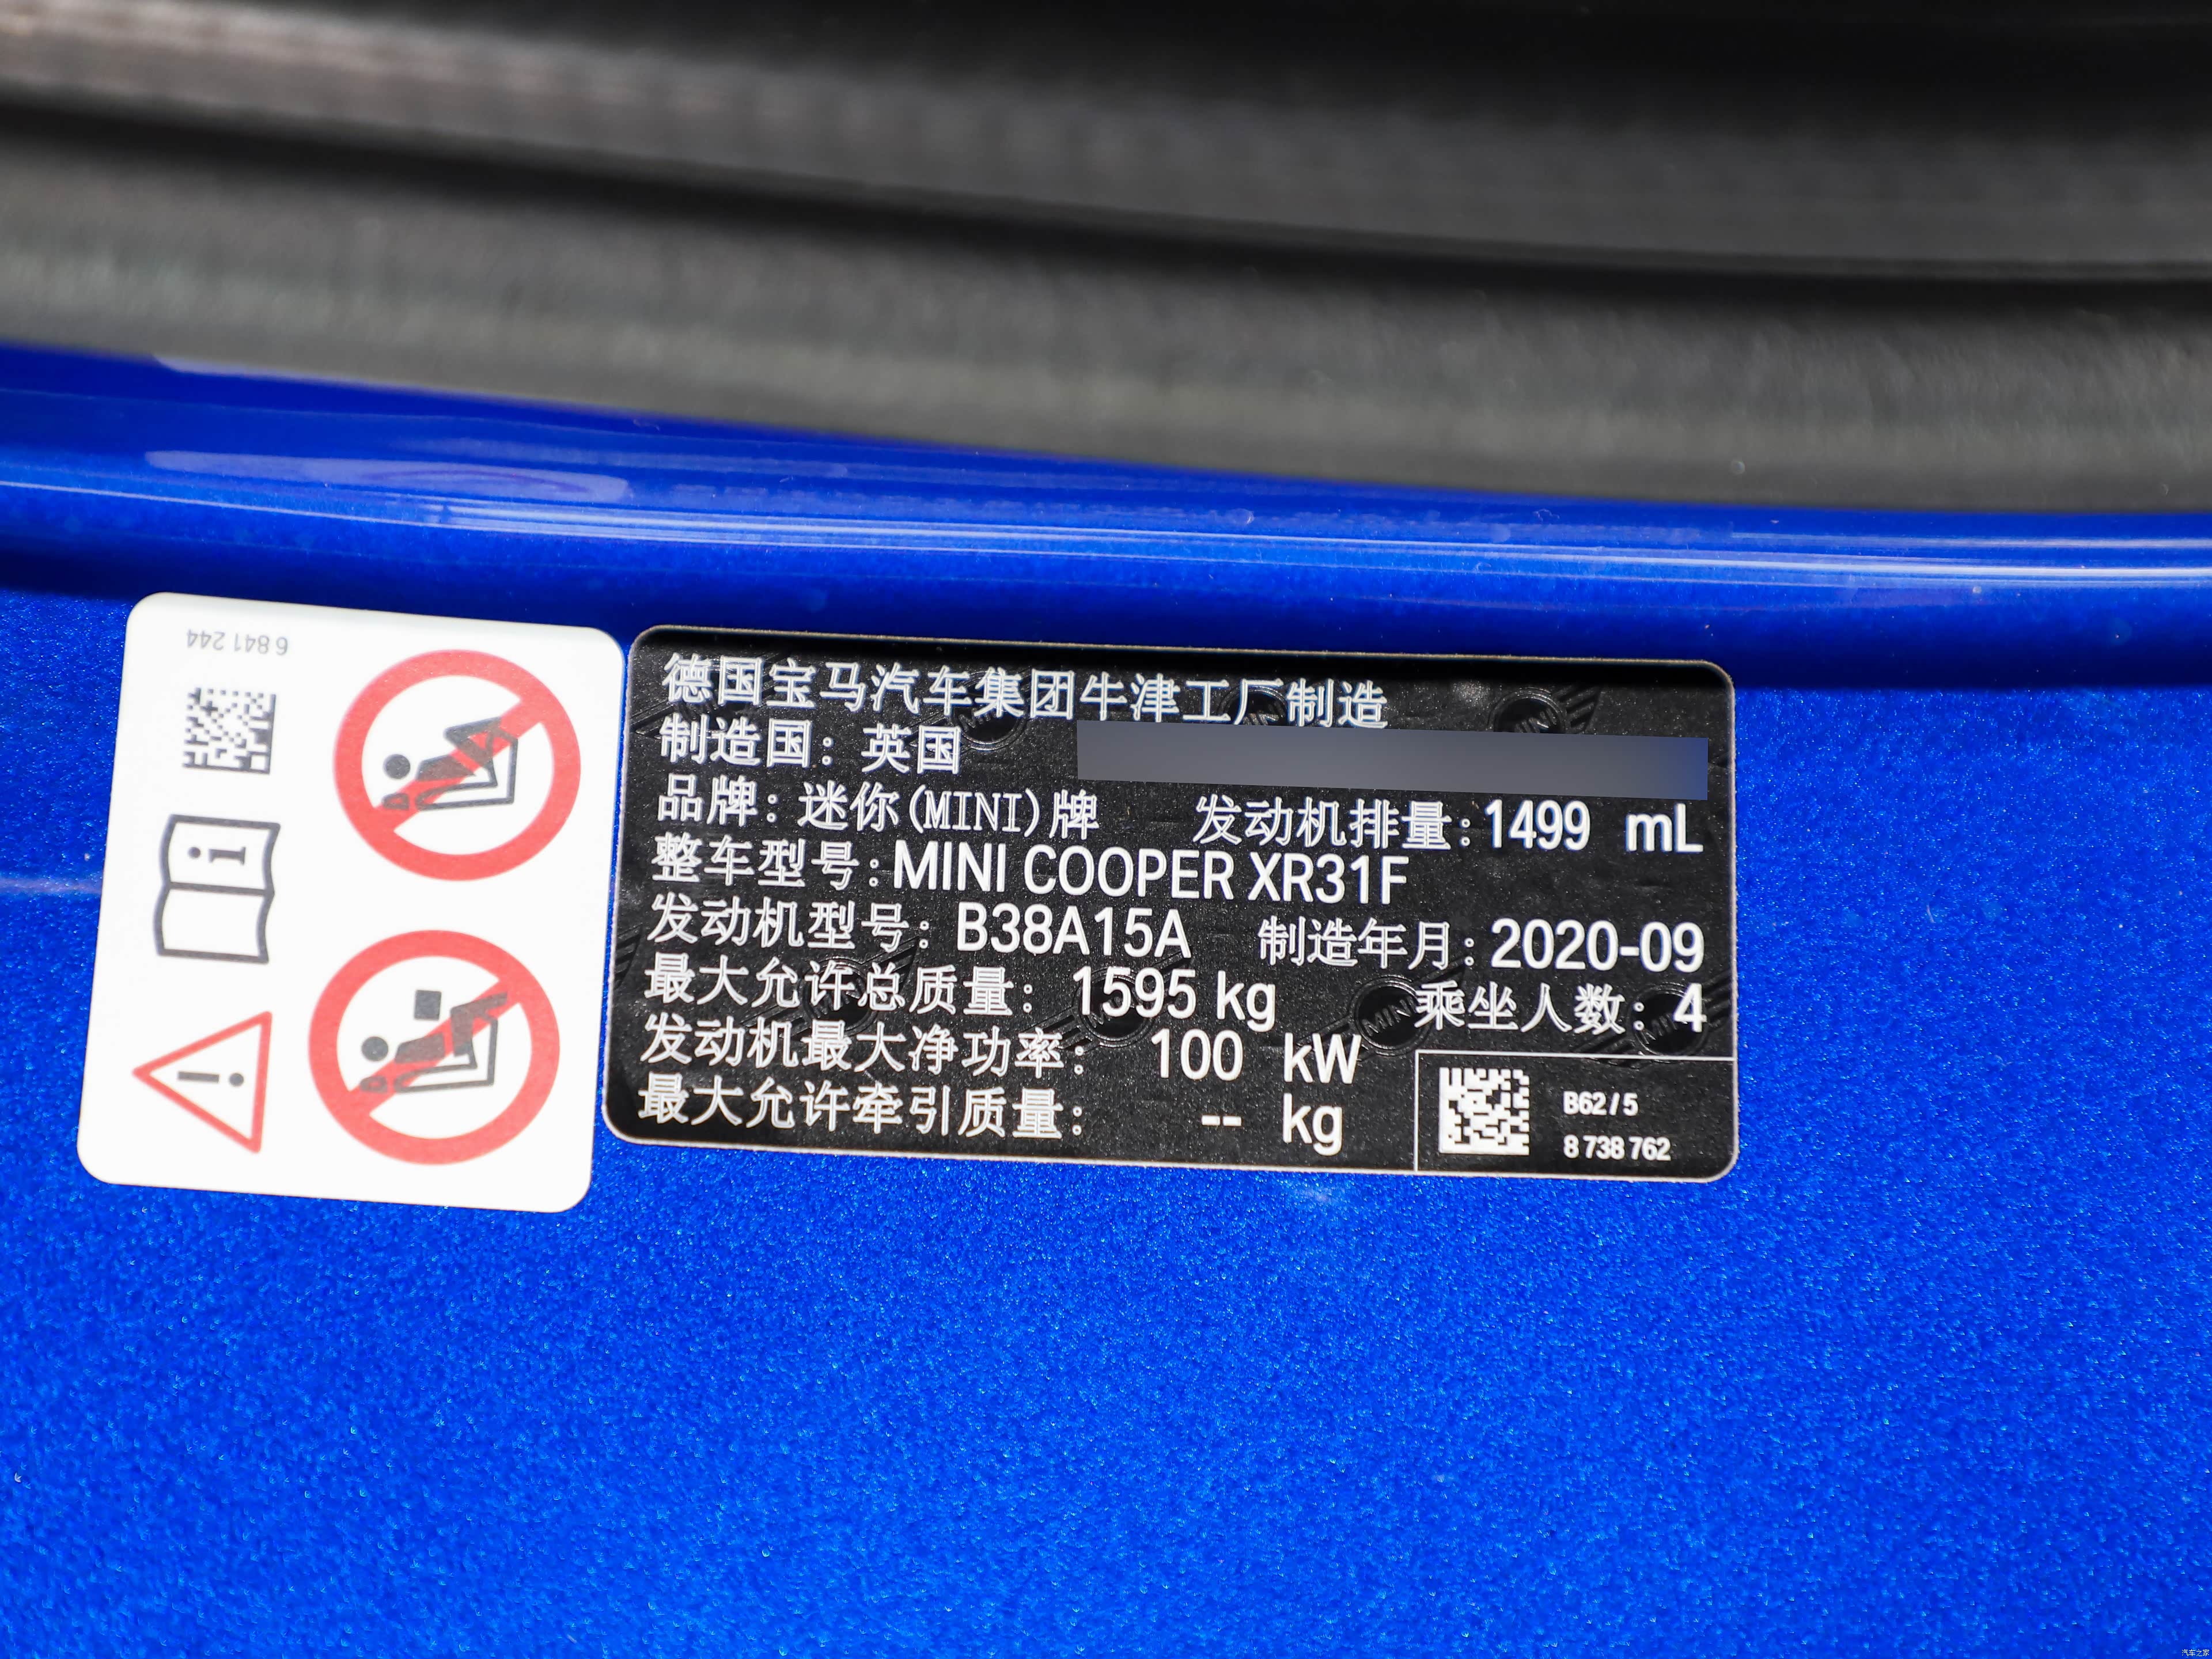 6 841 244
德国宝马汽车集团牛津工厂制造
制造国：英国
品牌：迷你(MINI)牌 发动机排量：1499 mL
整车型号：MINI COOPER XR31F
发动机型号：B38A15A 制造年月：2020-09
最大允许总质量：1595 kg 乘坐人数：4
发动机最大净功率：100 kW
最大允许牵引质量：-- kg
B62/5
8 738 762
汽车之家